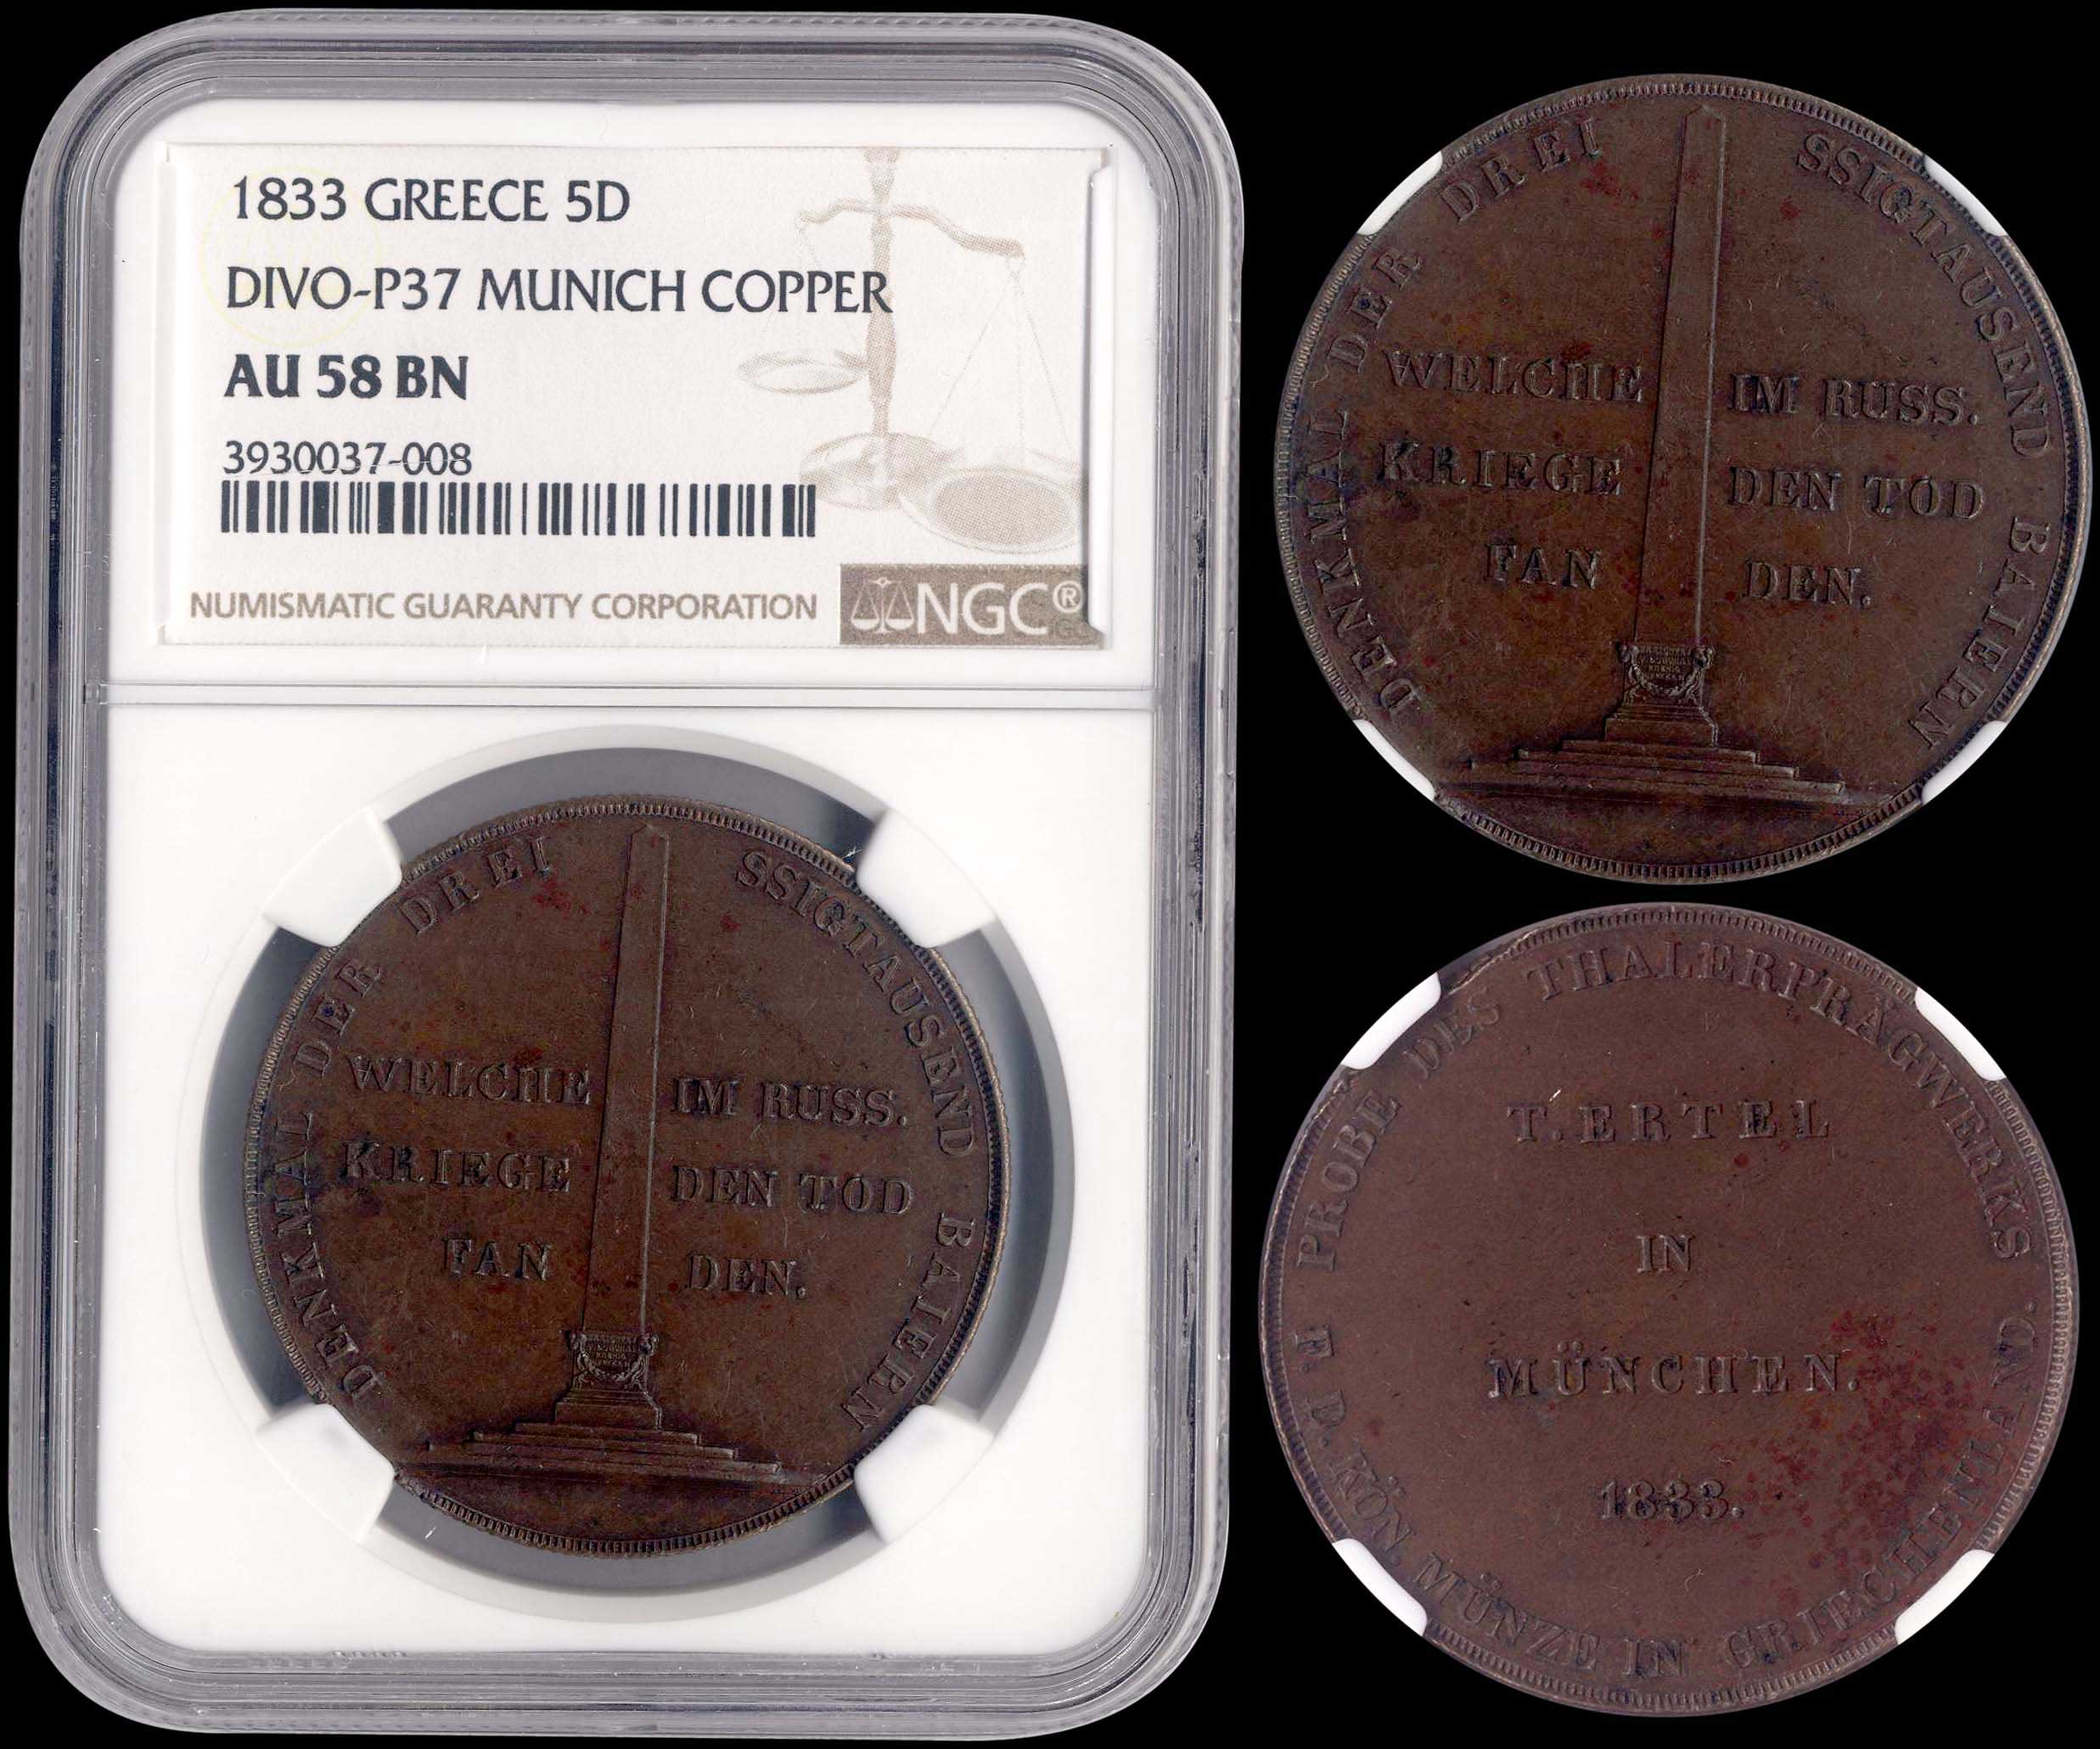 1833 GREECE 5D
DIVO-P37 MUNICH COPPER
AU 58 BN
3930037-008
NUMISMATIC GUARANTY CORPORATION
NGC®
DENKMAL DER DREI SSIGTAUSEND BAIERN
WELCHE IM RUSS.
KRIEGE DEN TOD
FAN DEN.
DENKMAL DER DREI SSIGTAUSEND BAIERN
WELCHE IM RUSS.
KRIEGE DEN TOD
FAN DEN.
PROBE DES THALERPRÄGWERKS
D. KÖN. MÜNZE IN GRIECHENL
T. ERTEL
IN
MÜNCHEN.
1833.